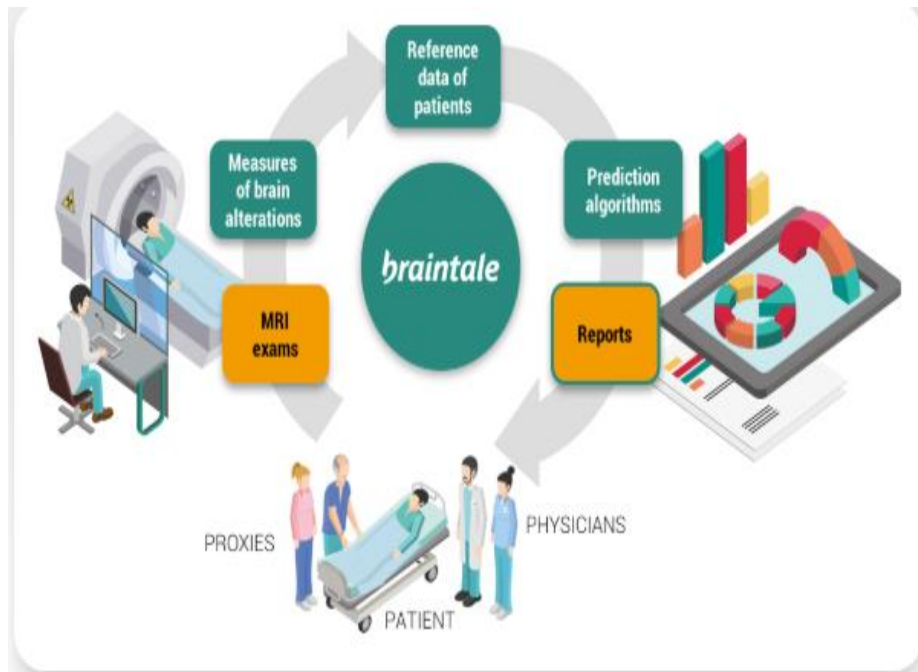 Reference
data of
patients
Measures
of brain
alterations
Prediction
algorithms
braintale
MRI
exams
Reports
PROXIES
PHYSICIANS
PATIENT